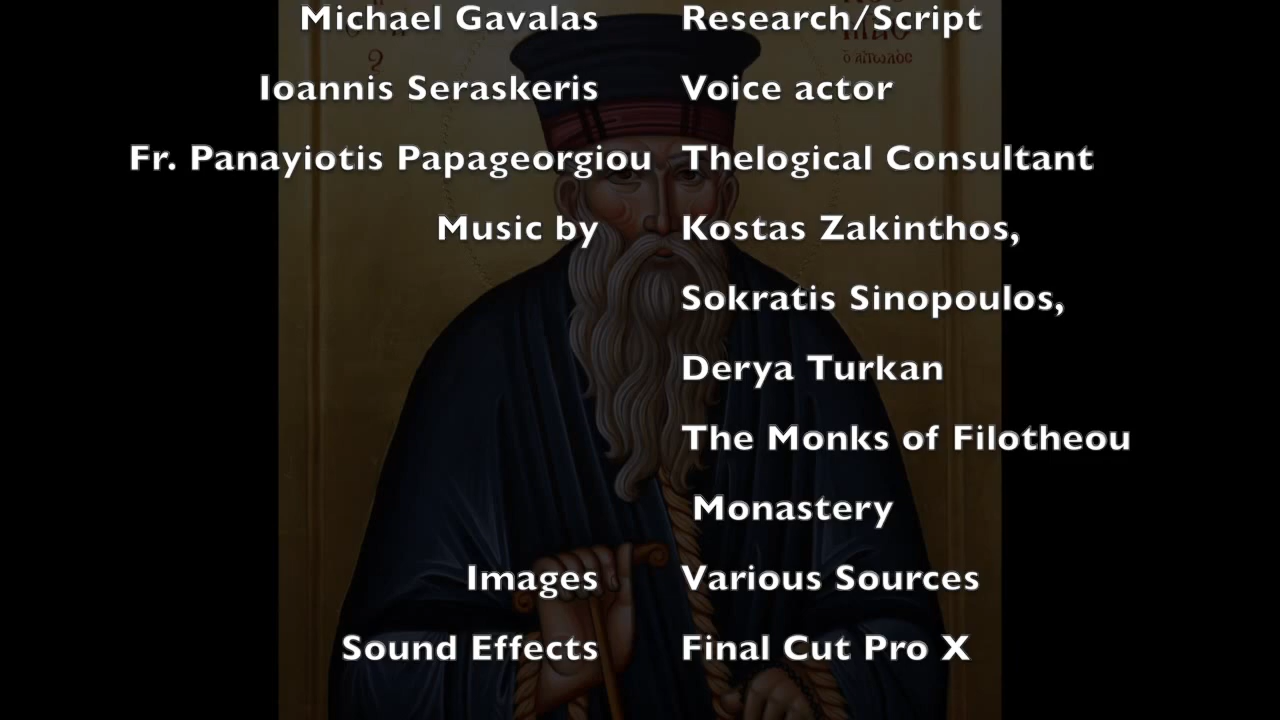 Michael Gavalas Research/Script
Ioannis Seraskeris Voice actor
Fr. Panayiotis Papageorgiou Thelogical Consultant
Music by Kostas Zakinthos,
Sokratis Sinopoulos,
Derya Turkan
The Monks of Filotheou
Monastery
Images Various Sources
Sound Effects Final Cut Pro X